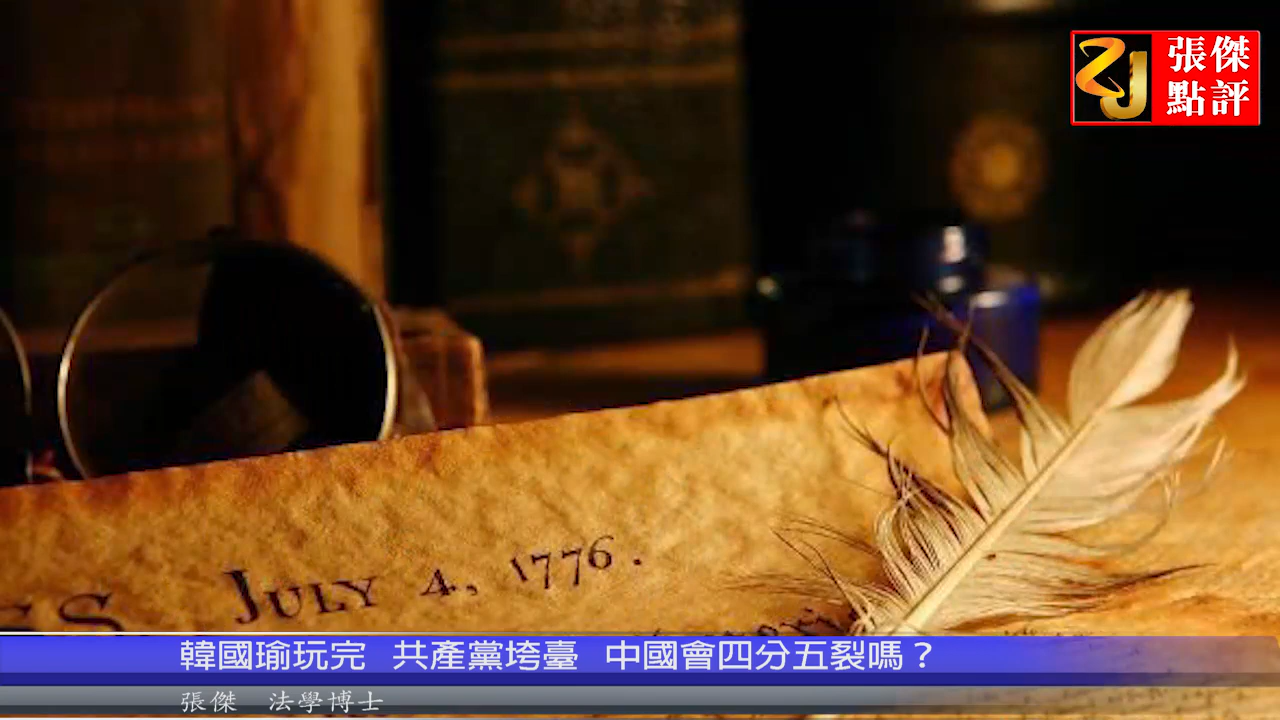 張傑
點評
ZJ
JULY 4, 1776.
韓國瑜玩完 共產黨垮臺 中國會四分五裂嗎？
張傑 法學博士